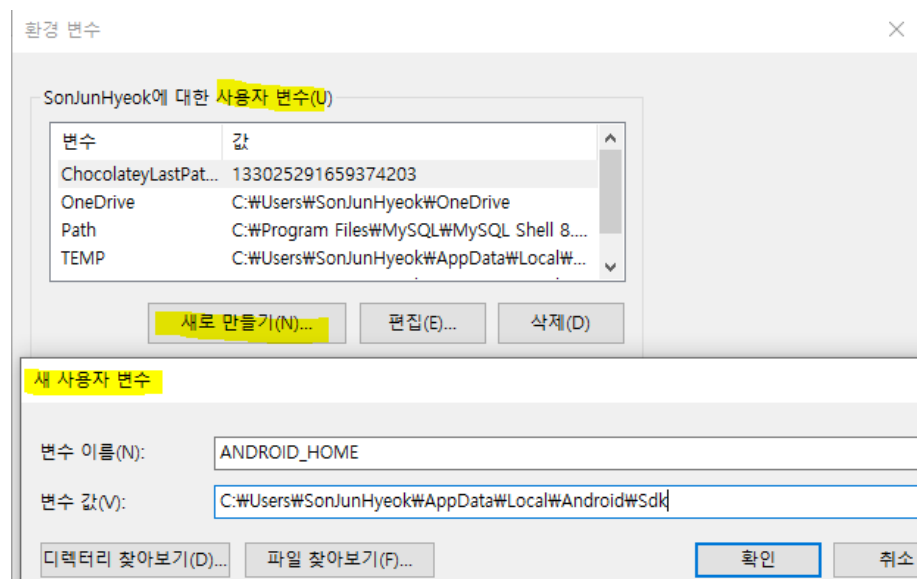 환경 변수
SonJunHyeok에 대한 사용자 변수(U)
변수 값
ChocolateyLastPat... 133025291659374203
OneDrive C:₩Users₩SonJunHyeok₩OneDrive
Path C:₩Program Files₩MySQL₩MySQL Shell 8....
TEMP C:₩Users₩SonJunHyeok₩AppData₩Local₩...
새로 만들기(N)... 편집(E)... 삭제(D)
새 사용자 변수
변수 이름(N): ANDROID_HOME
변수 값(V): C:₩Users₩SonJunHyeok₩AppData₩Local₩Android₩Sdk
디렉터리 찾아보기(D)... 파일 찾아보기(F)... 확인 취소